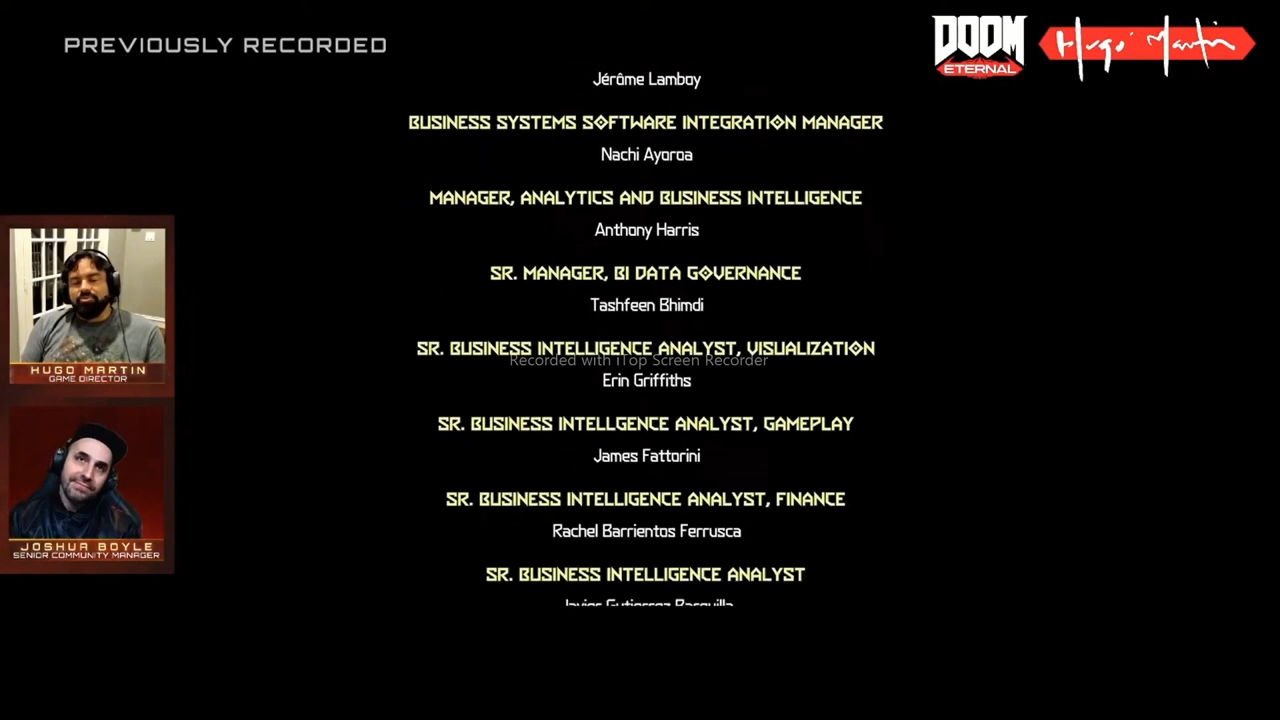 PREVIOUSLY RECORDED
DOOM
ETERNAL
Hugo Martin
Jérôme Lamboy
BUSINESS SYSTEMS SOFTWARE INTEGRATION MANAGER
Nachi Ayoroa
MANAGER, ANALYTICS AND BUSINESS INTELLIGENCE
Anthony Harris
SR. MANAGER, BI DATA GOVERNANCE
Tashfeen Bhimdi
SR. BUSINESS INTELLIGENCE ANALYST, VISUALIZATION
Recorded with iTop Screen Recorder
Erin Griffiths
SR. BUSINESS INTELLGENCE ANALYST, GAMEPLAY
James Fattorini
SR. BUSINESS INTELLIGENCE ANALYST, FINANCE
Rachel Barrientos Ferrusca
SR. BUSINESS INTELLIGENCE ANALYST
HUGO MARTIN
GAME DIRECTOR
JOSHUA BOYLE
SENIOR COMMUNITY MANAGER